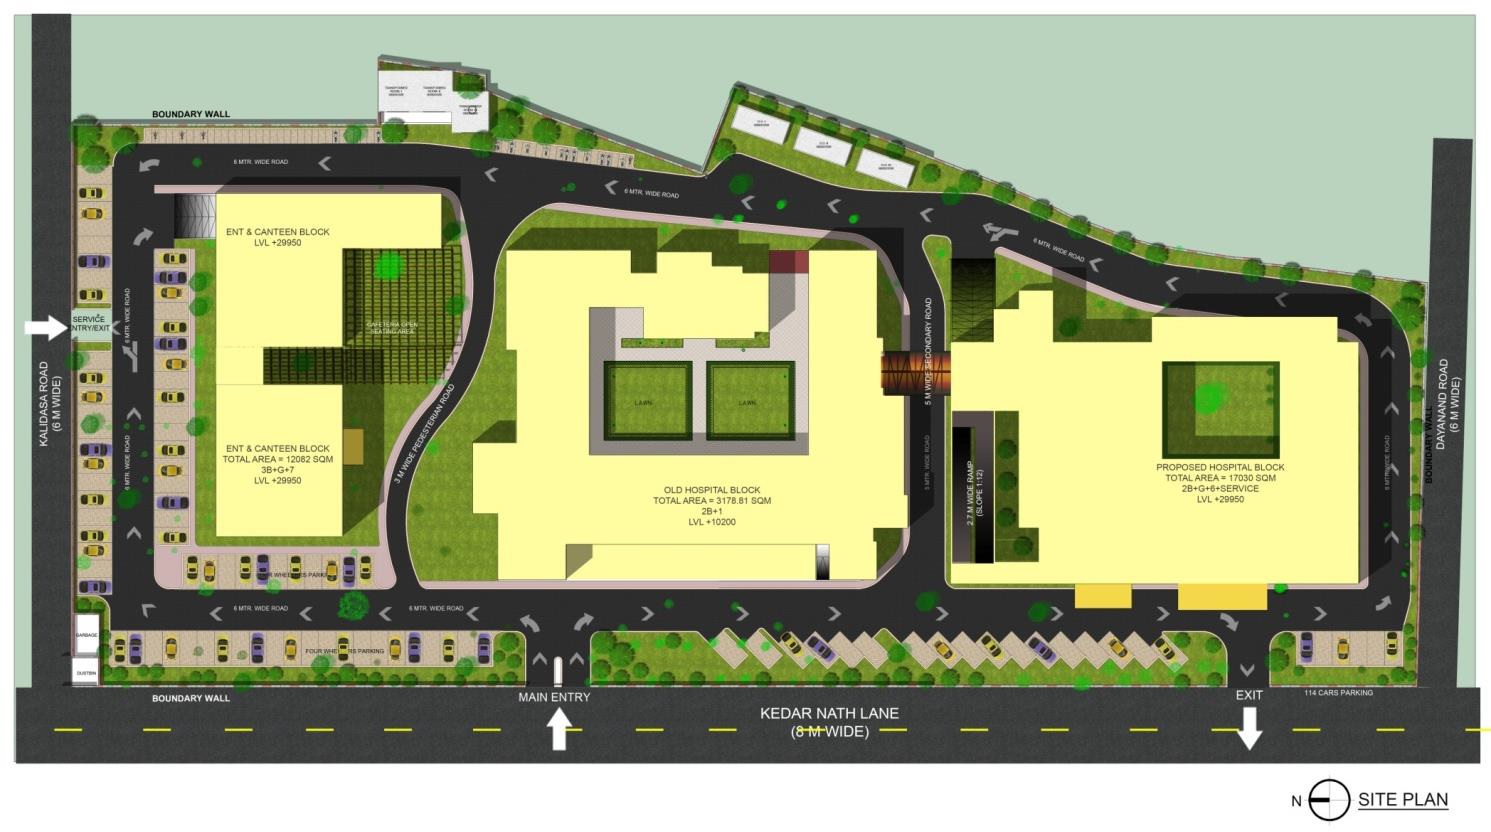 BOUNDARY WALL
6 MTR. WIDE ROAD
6 MTR. WIDE ROAD
6 MTR. WIDE ROAD
ENT & CANTEEN BLOCK
LVL +29950
CAFETERIA OPEN
SEATING AREA
SERVICE
ENTRY/EXIT
6 MTR. WIDE ROAD
KALIDASA ROAD
(6 M WIDE)
6 MTR. WIDE ROAD
ENT & CANTEEN BLOCK
TOTAL AREA = 12082 SQM
3B+G+7
LVL +29950
3 M WIDE PEDESTERIAN ROAD
LAWN
LAWN
OLD HOSPITAL BLOCK
TOTAL AREA = 3178.81 SQM
2B+1
LVL +10200
5 M WIDE SECONDARY ROAD
5 MTR. WIDE ROAD
2.7 M WIDE RAMP
(SLOPE 1:12)
PROPOSED HOSPITAL BLOCK
TOTAL AREA = 17030 SQM
2B+G+6+SERVICE
LVL +29950
BOUNDARY WALL
DAYANAND ROAD
(6 M WIDE)
FOUR WHEELERS PARKING
6 MTR. WIDE ROAD
6 MTR. WIDE ROAD
GARBAGE
FOUR WHEELERS PARKING
DUSTBIN
BOUNDARY WALL
MAIN ENTRY
EXIT
114 CARS PARKING
KEDAR NATH LANE
(8 M WIDE)
N
SITE PLAN